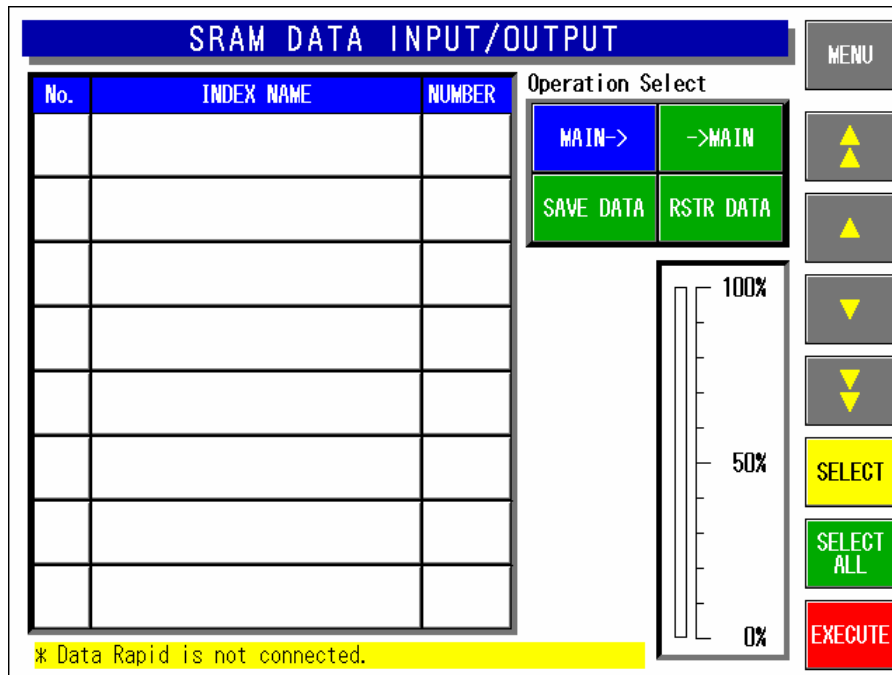 SRAM DATA INPUT/OUTPUT
MENU
No.
INDEX NAME
NUMBER
Operation Select
MAIN->
->MAIN
SAVE DATA
RSTR DATA
100%
50%
0%
SELECT
SELECT
ALL
EXECUTE
* Data Rapid is not connected.